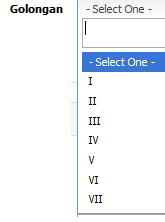 Golongan - Select One -
- Select One -
I
II
III
IV
V
VI
VII